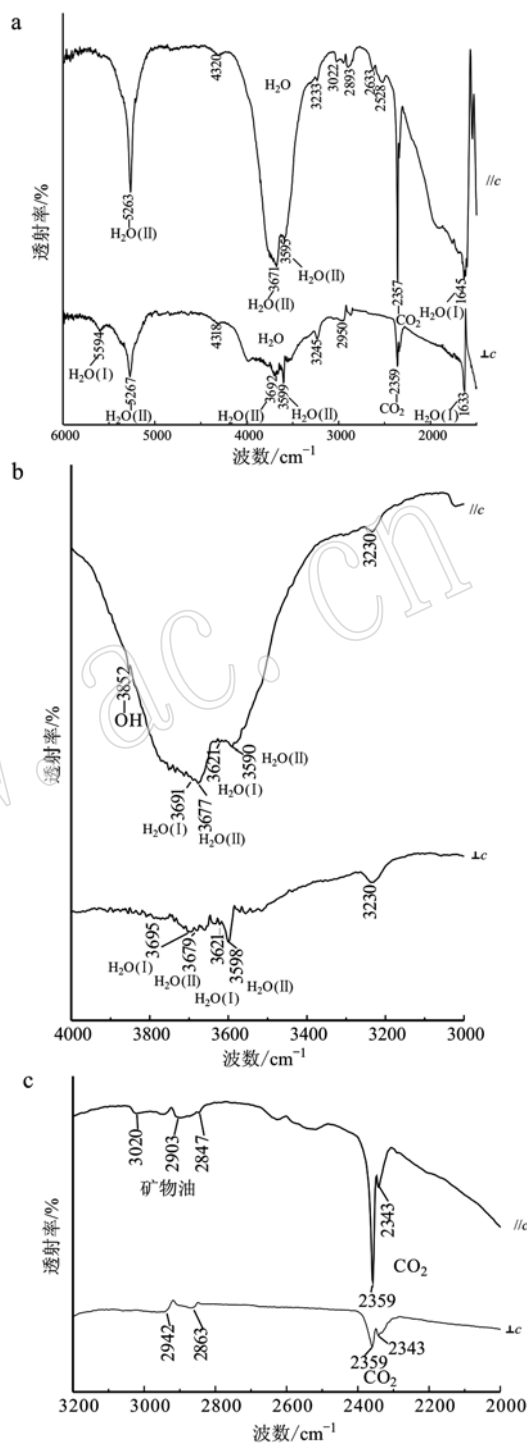 a
透射率/%
4320
H₂O
3233
3022
2893
2633
2528
//c
5263
H₂O(II)
3671
3595
H₂O(II)
H₂O(II)
2357
CO₂
H₂O(I)
1645
5594
H₂O(I)
5267
H₂O(II)
4318
H₂O
3692
H₂O(II)
3599
H₂O(II)
3245
2950
2359
CO₂
H₂O(I)
1633
⊥c
6000 5000 4000 3000 2000
波数/cm⁻¹
b
透射率/%
//c
3230
3852
-OH
3621
3590
H₂O(II)
H₂O(I)
3691
3677
H₂O(I)
H₂O(II)
⊥c
3230
3695
3679
3621
3598
H₂O(I)
H₂O(II)
H₂O(II)
H₂O(I)
4000 3800 3600 3400 3200 3000
波数/cm⁻¹
c
透射率/%
3020
2903
2847
矿物油
2343
//c
CO₂
2359
2942
2863
2359
2343
CO₂
⊥c
3200 3000 2800 2600 2400 2200 2000
波数/cm⁻¹
.ac.cn